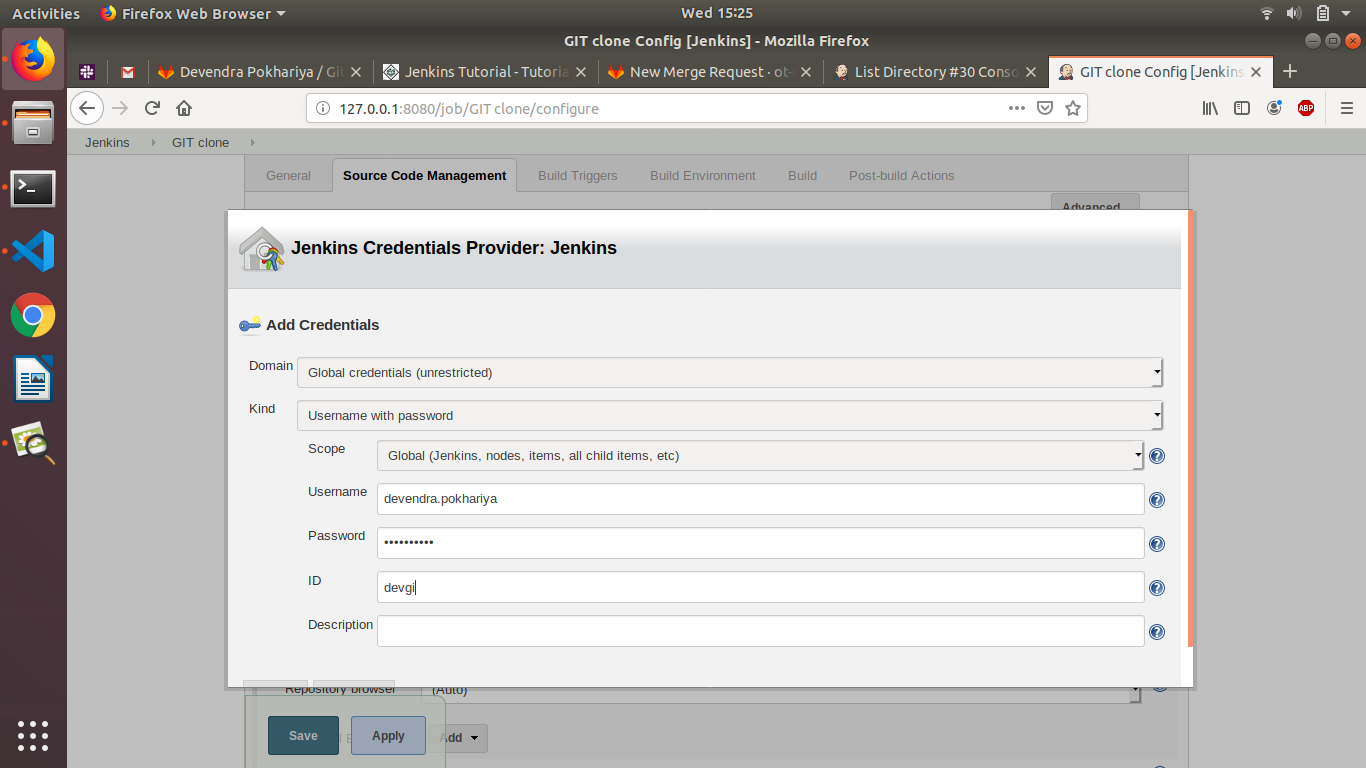 Activities Firefox Web Browser Wed 15:25
GIT clone Config [Jenkins] - Mozilla Firefox
Devendra Pokhariya / Git Jenkins Tutorial - Tutoria New Merge Request · ot- List Directory #30 Conso GIT clone Config [Jenkins
127.0.0.1:8080/job/GIT clone/configure ABP
Jenkins GIT clone
General Source Code Management Build Triggers Build Environment Build Post-build Actions
Advanced
Jenkins Credentials Provider: Jenkins
Add Credentials
Domain Global credentials (unrestricted)
Kind Username with password
Scope Global (Jenkins, nodes, items, all child items, etc)
Username devendra.pokhariya
Password ••••••••••
ID devgi
Description
Repository browser (Auto)
Save Apply Add